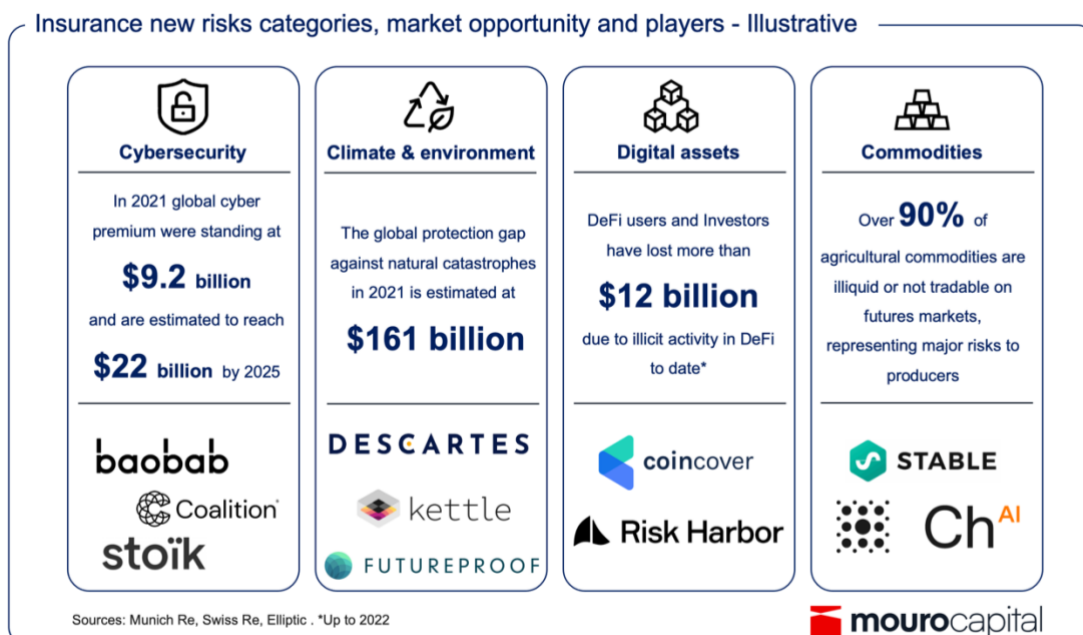 Insurance new risks categories, market opportunity and players - Illustrative
Cybersecurity
In 2021 global cyber
premium were standing at
$9.2 billion
and are estimated to reach
$22 billion by 2025
baobab
Coalition
stoïk
Climate & environment
The global protection gap
against natural catastrophes
in 2021 is estimated at
$161 billion
DESCARTES
kettle
FUTUREPROOF
Digital assets
DeFi users and Investors
have lost more than
$12 billion
due to illicit activity in DeFi
to date*
coincover
Risk Harbor
Commodities
Over 90% of
agricultural commodities are
illiquid or not tradable on
futures markets,
representing major risks to
producers
STABLE
ChAI
Sources: Munich Re, Swiss Re, Elliptic . *Up to 2022
mourocapital